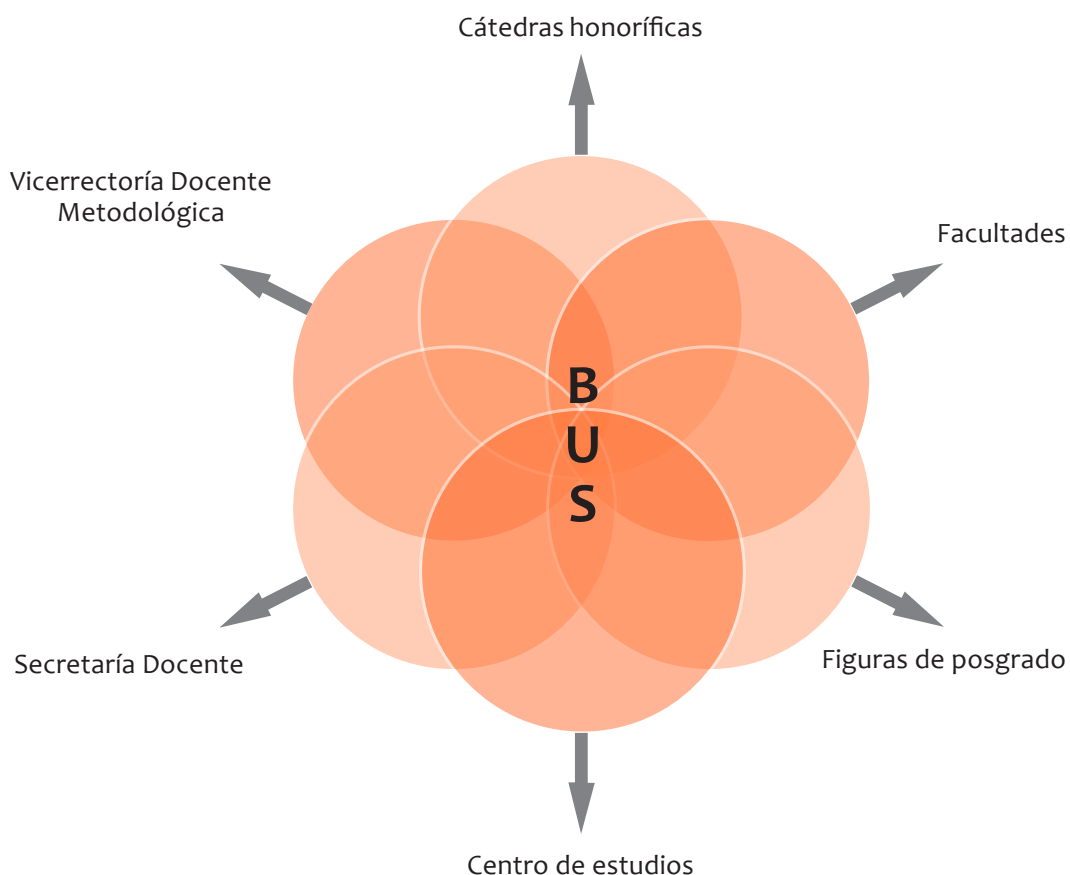 Cátedras honoríficas
Vicerrectoría Docente
Metodológica
Facultades
B
U
S
Secretaría Docente
Figuras de posgrado
Centro de estudios